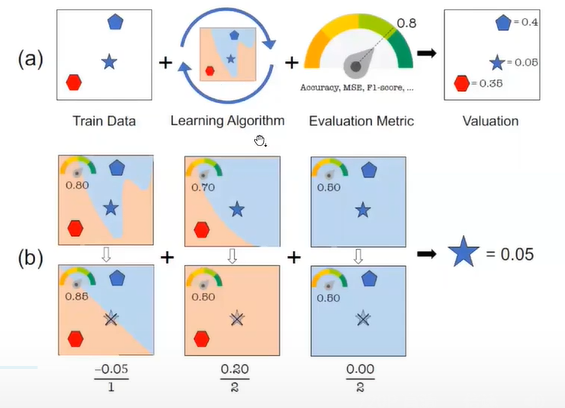 (a)
0.8
= 0.4
= 0.05
= 0.35
Accuracy, MSE, F1-score, ...
Train Data
Learning Algorithm
Evaluation Metric
Valuation
(b)
0.80
0.70
0.50
= 0.05
0.85
0.50
0.50
-0.05
1
0.20
2
0.00
2